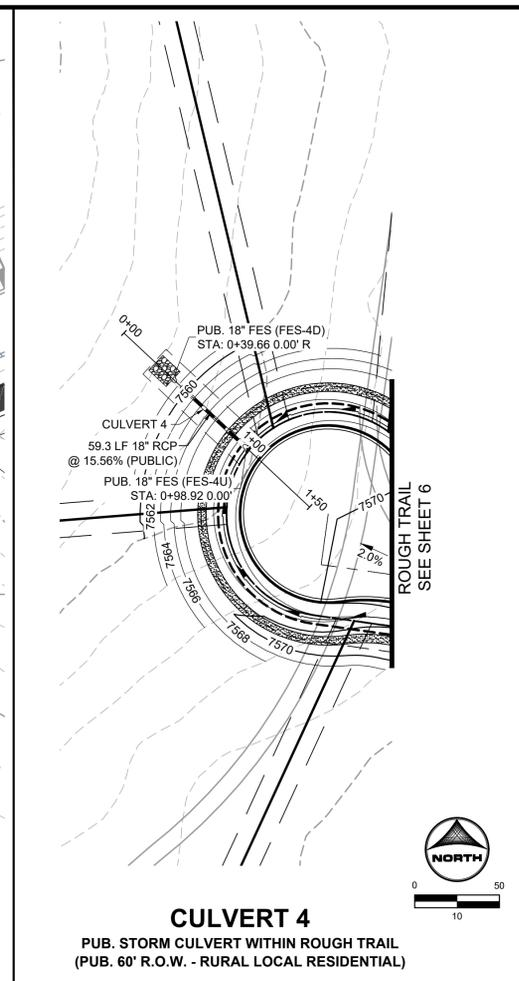 0+00
PUB. 18" FES (FES-4D)
STA: 0+39.66 0.00' R
7560
CULVERT 4
59.3 LF 18" RCP
@ 15.56% (PUBLIC)
1+00
PUB. 18" FES (FES-4U)
STA: 0+98.92 0.00'
1+50
7570
7562
7564
7566
7568
7570
2.0%
ROUGH TRAIL
SEE SHEET 6
NORTH
0 50
10
CULVERT 4
PUB. STORM CULVERT WITHIN ROUGH TRAIL
(PUB. 60' R.O.W. - RURAL LOCAL RESIDENTIAL)